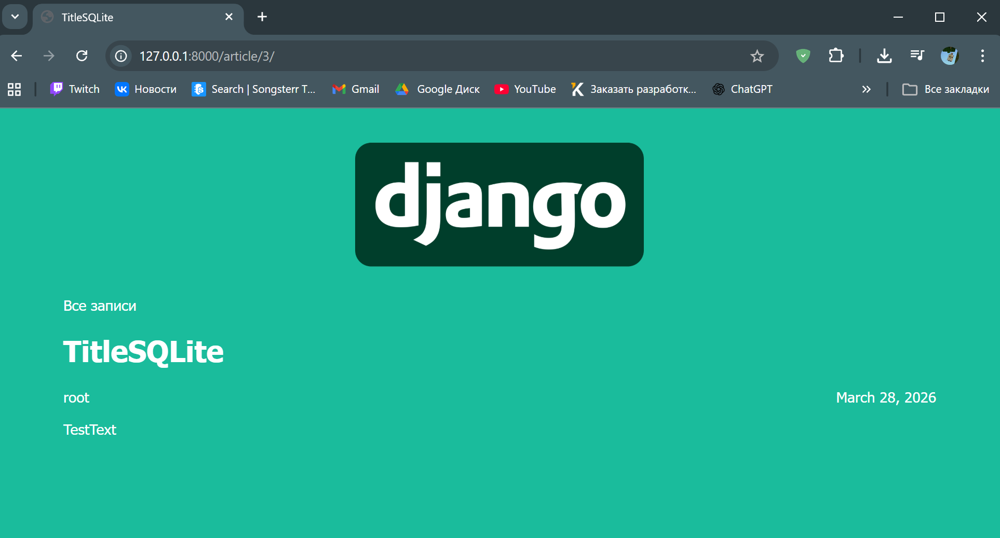 TitleSQLite
127.0.0.1:8000/article/3/
Twitch
Новости
Search | Songsterr T...
Gmail
Google Диск
YouTube
Заказать разработк...
ChatGPT
Все закладки
django
Все записи
TitleSQLite
root
March 28, 2026
TestText